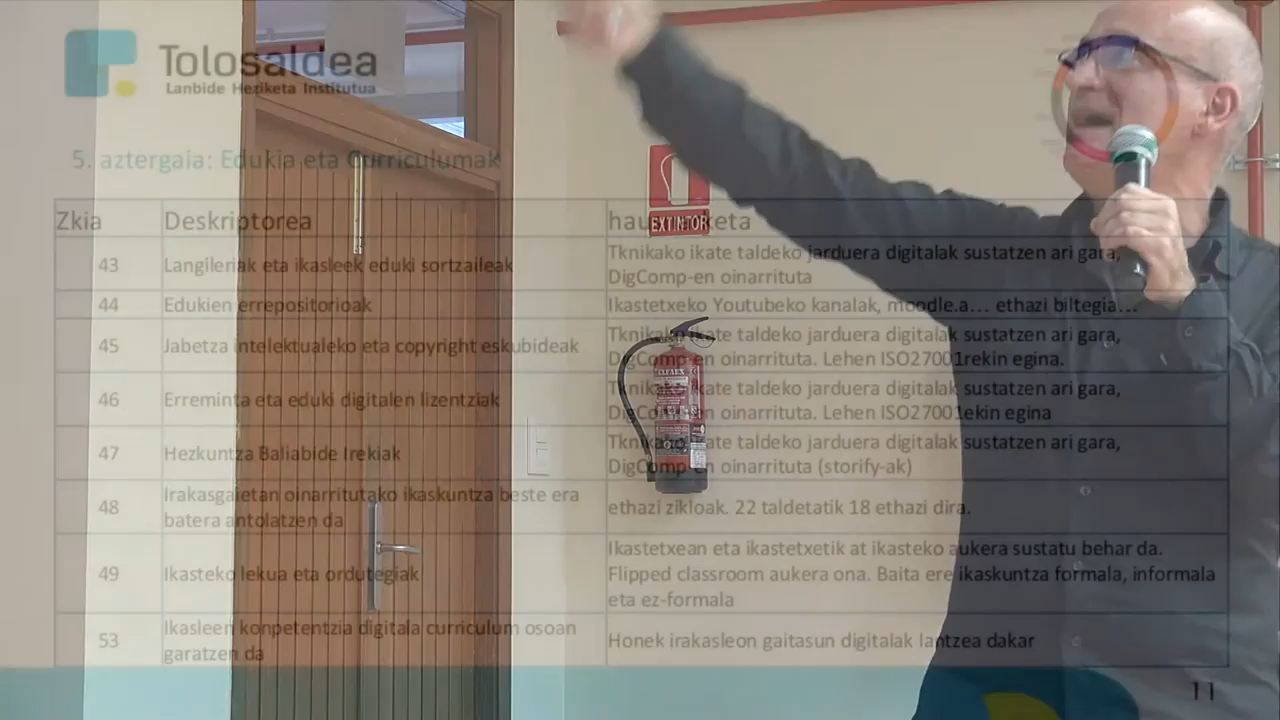 Tolosaldea
Lanbide Heziketa Institutua
5. aztergaia: Edukia eta Curriculumak
Zkia Deskriptorea
EXTINTOR
43 Langileriak eta ikasleek eduki sortzaileak Tknikako ikate taldeko jarduera digitalak sustatzen ari gara,
DigComp-en oinarrituta
44 Edukien errepositorioak Ikastetxeko Youtubeko kanalak, moodle.a... ethazi biltegia...
45 Jabetza intelektualeko eta copyright eskubideak Tknikako ikate taldeko jarduera digitalak sustatzen ari gara,
DigComp-en oinarrituta. Lehen ISO27001rekin egina.
46 Erreminta eta eduki digitalen lizentziak Tknikako ikate taldeko jarduera digitalak sustatzen ari gara,
DigComp-en oinarrituta. Lehen ISO27001ekin egina
47 Hezkuntza Baliabide Irekiak Tknikako ikate taldeko jarduera digitalak sustatzen ari gara,
DigComp-en oinarrituta (storify-ak)
48 Irakasgaietan oinarritutako ikaskuntza beste era
batera antolatzen da
ethazi zikloak. 22 taldetatik 18 ethazi dira.
49 Ikasteko lekua eta ordutegiak Ikastetxean eta ikastetxetik at ikasteko aukera sustatu behar da.
Flipped classroom aukera ona. Baita ere ikaskuntza formala, informala
eta ez-formala
53 Ikasleen konpetentzia digitala curriculum osoan
garatzen da
Honek irakasleon gaitasun digitalak lantzea dakar
11